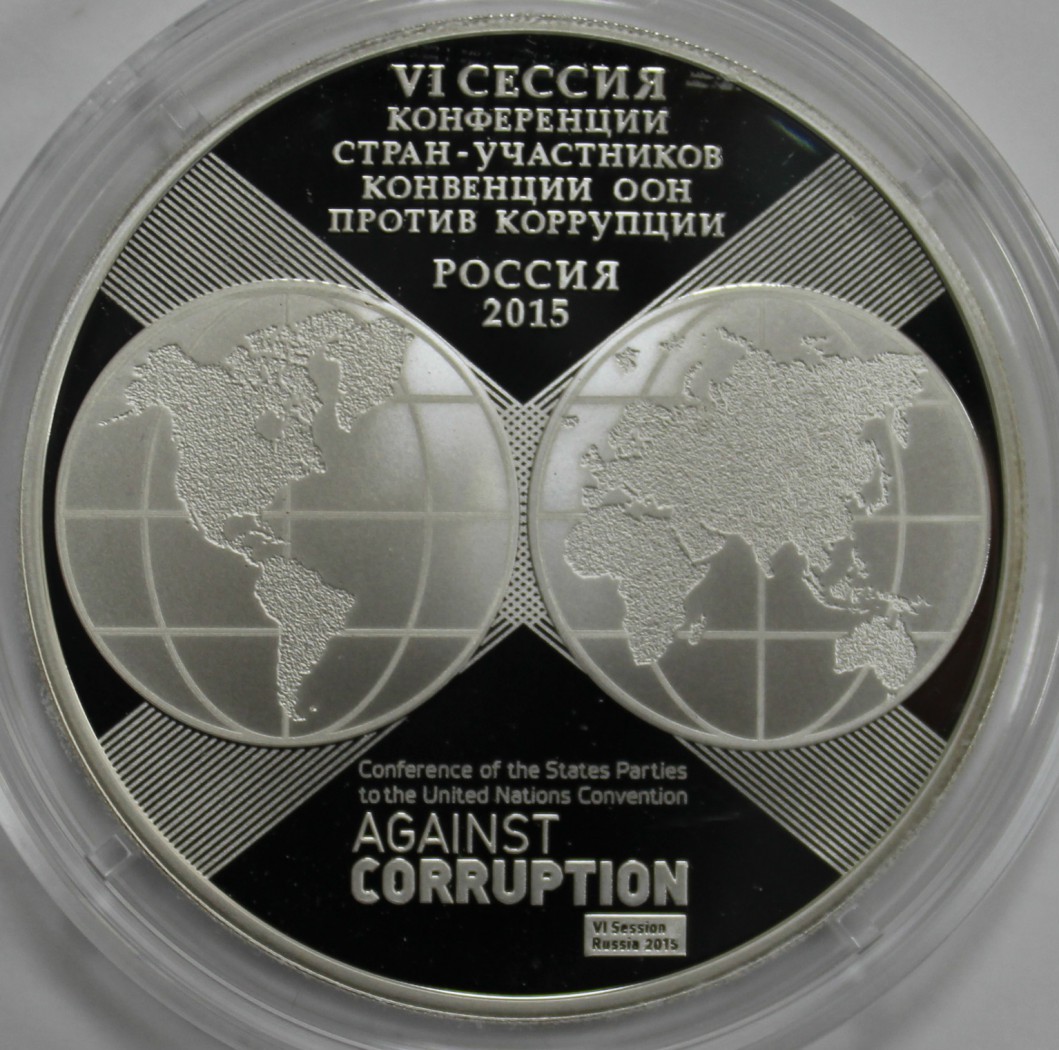 VI СЕССИЯ
КОНФЕРЕНЦИИ
СТРАН-УЧАСТНИКОВ
КОНВЕНЦИИ ООН
ПРОТИВ КОРРУПЦИИ
РОССИЯ
2015
Conference of the States Parties
to the United Nations Convention
AGAINST
CORRUPTION
VI Session
Russia 2015